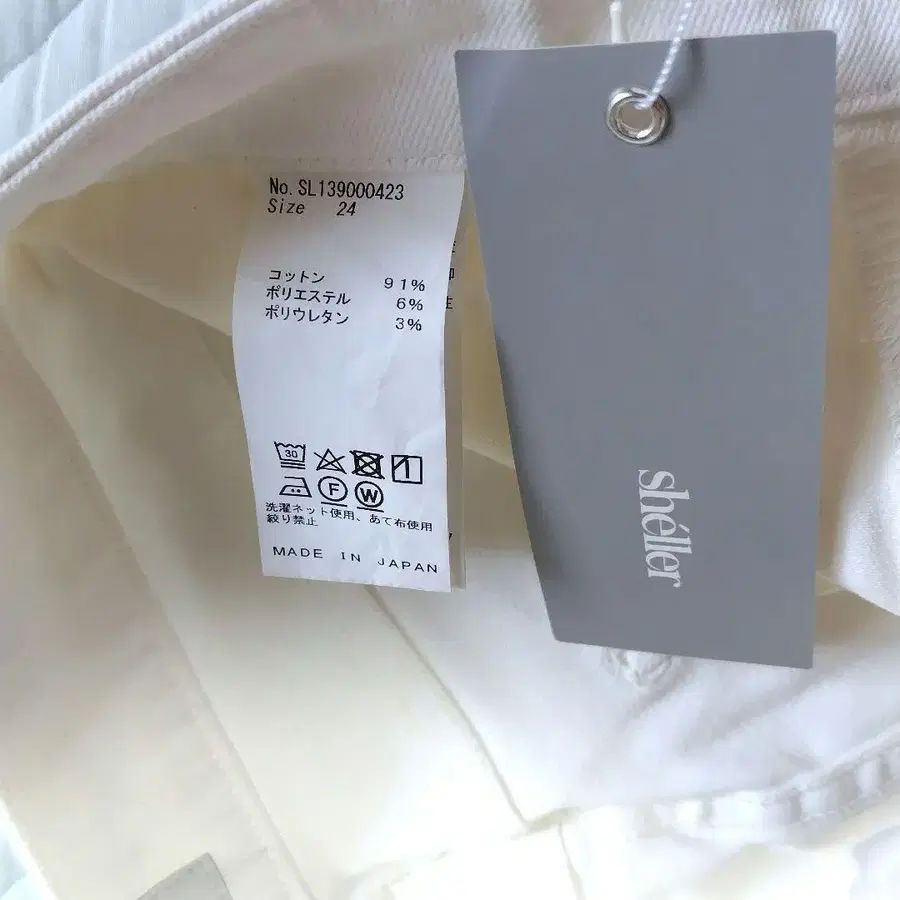 No. SL139000423
Size 24
コットン 91%
ポリエステル 6%
ポリウレタン 3%
30
F W
洗濯ネット使用、あて布使用
絞り禁止
MADE IN JAPAN
shéller